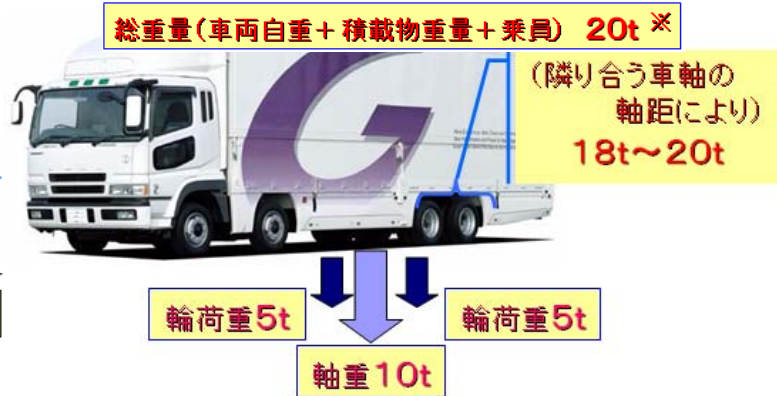 総重量(車両自重+積載物重量+乗員) 20t ※
(隣り合う車軸の
軸距により)
18t～20t
G
輪荷重5t
輪荷重5t
軸重10t